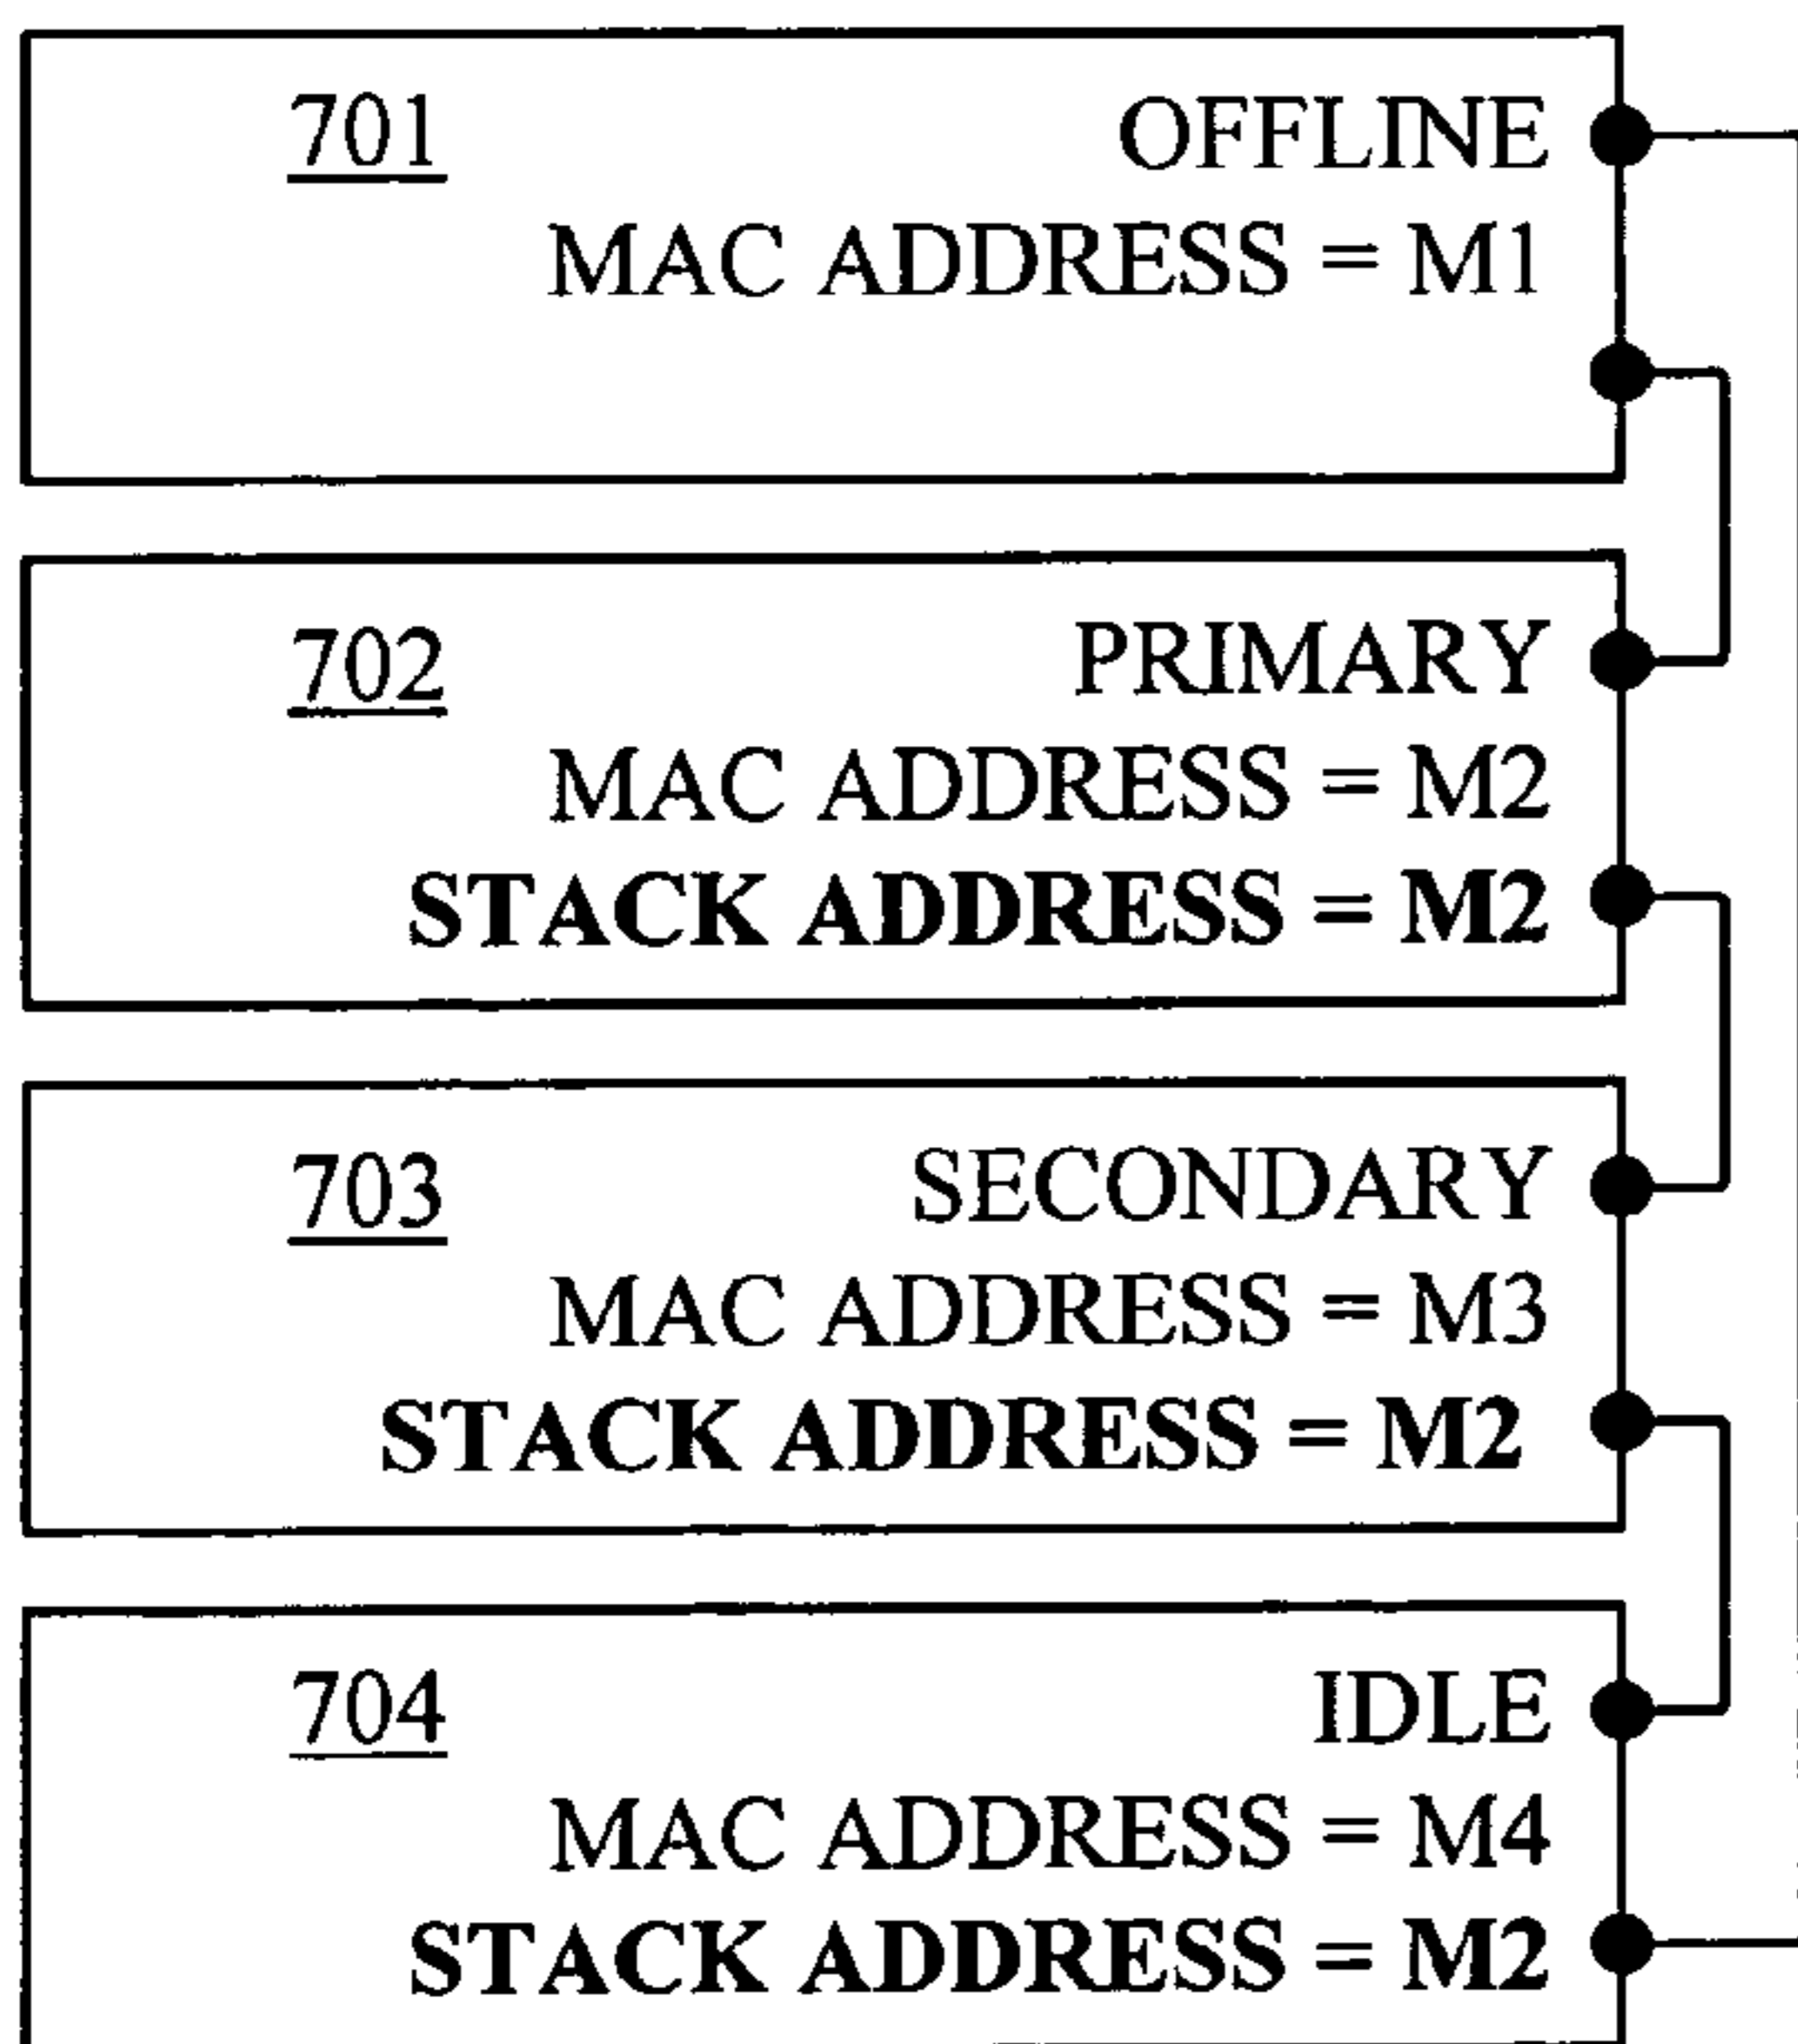 701 OFFLINE
MAC ADDRESS = M1
702 PRIMARY
MAC ADDRESS = M2
STACK ADDRESS = M2
703 SECONDARY
MAC ADDRESS = M3
STACK ADDRESS = M2
704 IDLE
MAC ADDRESS = M4
STACK ADDRESS = M2